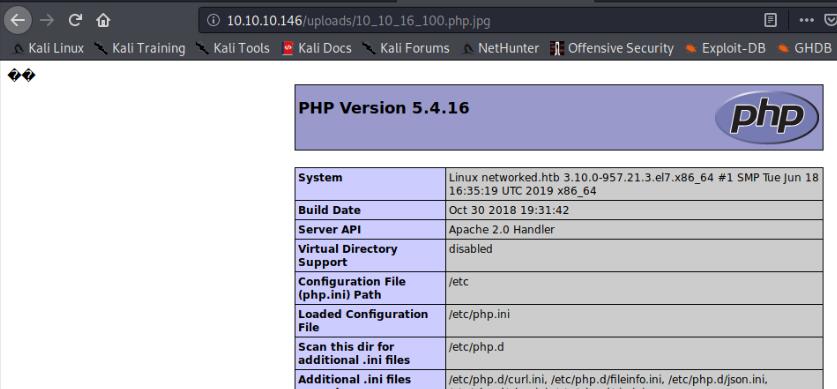 10.10.10.146/uploads/10_10_16_100.php.jpg
Kali Linux Kali Training Kali Tools Kali Docs Kali Forums NetHunter Offensive Security Exploit-DB GHDB
��
PHP Version 5.4.16
php
System Linux networked.htb 3.10.0-957.21.3.el7.x86_64 #1 SMP Tue Jun 18
16:35:19 UTC 2019 x86_64
Build Date Oct 30 2018 19:31:42
Server API Apache 2.0 Handler
Virtual Directory disabled
Support
Configuration File /etc
(php.ini) Path
Loaded Configuration /etc/php.ini
File
Scan this dir for /etc/php.d
additional .ini files
Additional .ini files /etc/php.d/curl.ini, /etc/php.d/fileinfo.ini, /etc/php.d/json.ini,